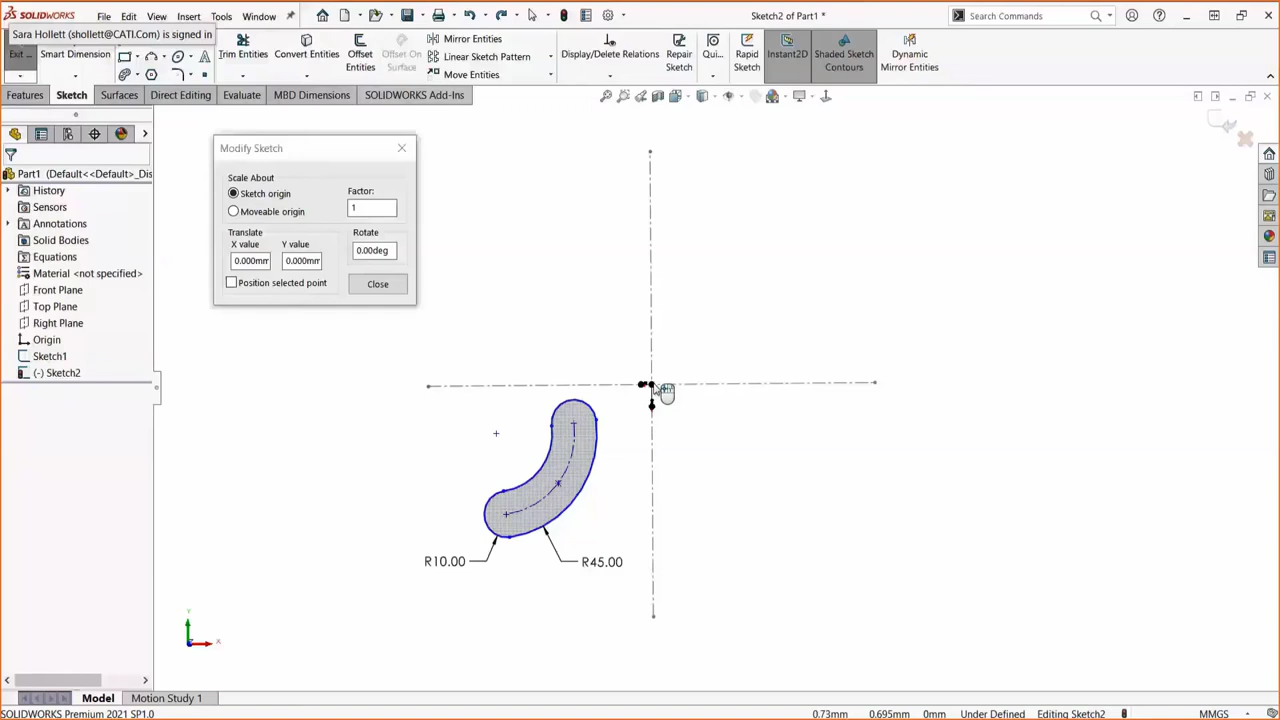 SOLIDWORKS
File Edit View Insert Tools Window
Sketch2 of Part1 *
Search Commands
Sara Hollett (shollett@CATI.Com) is signed in
Exit ...
Smart Dimension
Trim Entities
Convert Entities
Offset Entities
Offset On Surface
Mirror Entities
Linear Sketch Pattern
Move Entities
Display/Delete Relations
Repair Sketch
Qui...
Rapid Sketch
Instant2D
Shaded Sketch Contours
Dynamic Mirror Entities
Features Sketch Surfaces Direct Editing Evaluate MBD Dimensions SOLIDWORKS Add-Ins
Part1 (Default<<Default>_Dis
History
Sensors
Annotations
Solid Bodies
Equations
Material <not specified>
Front Plane
Top Plane
Right Plane
Origin
Sketch1
(-) Sketch2
Modify Sketch
Scale About
Sketch origin
Moveable origin
Factor:
1
Translate
X value Y value
0.000mm 0.000mm
Rotate
0.00deg
Position selected point
Close
R10.00
R45.00
Y
X
Model Motion Study 1
SOLIDWORKS Premium 2021 SP1.0
0.73mm 0.695mm 0mm Under Defined Editing Sketch2 MMGS